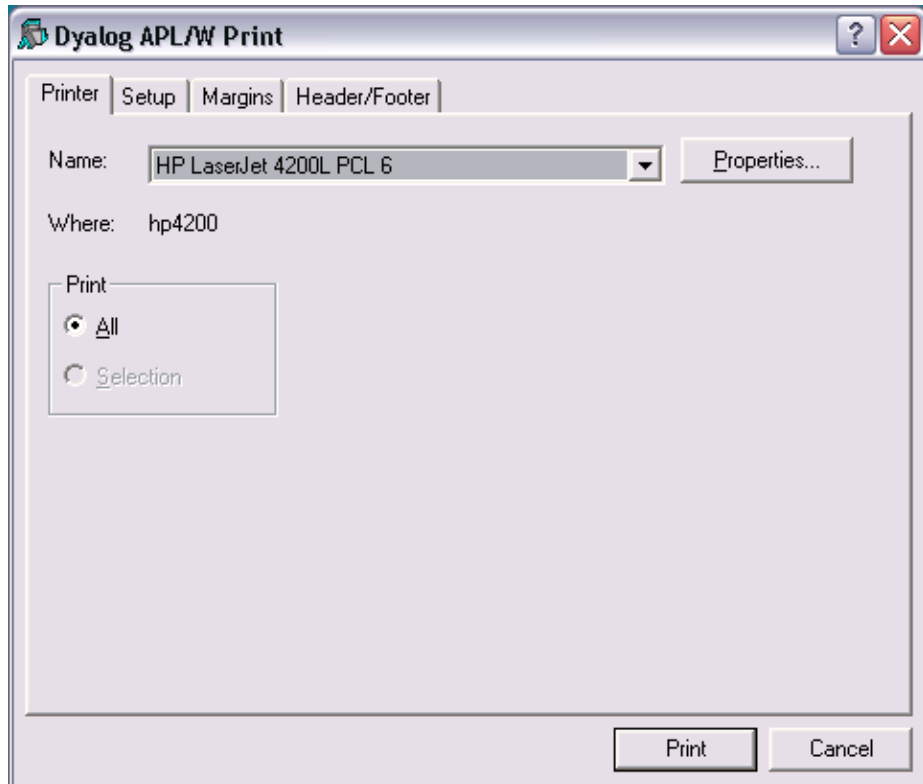 Dyalog APL/W Print
?
Printer Setup Margins Header/Footer
Name: HP LaserJet 4200L PCL 6 Properties...
Where: hp4200
Print
All
Selection
Print Cancel